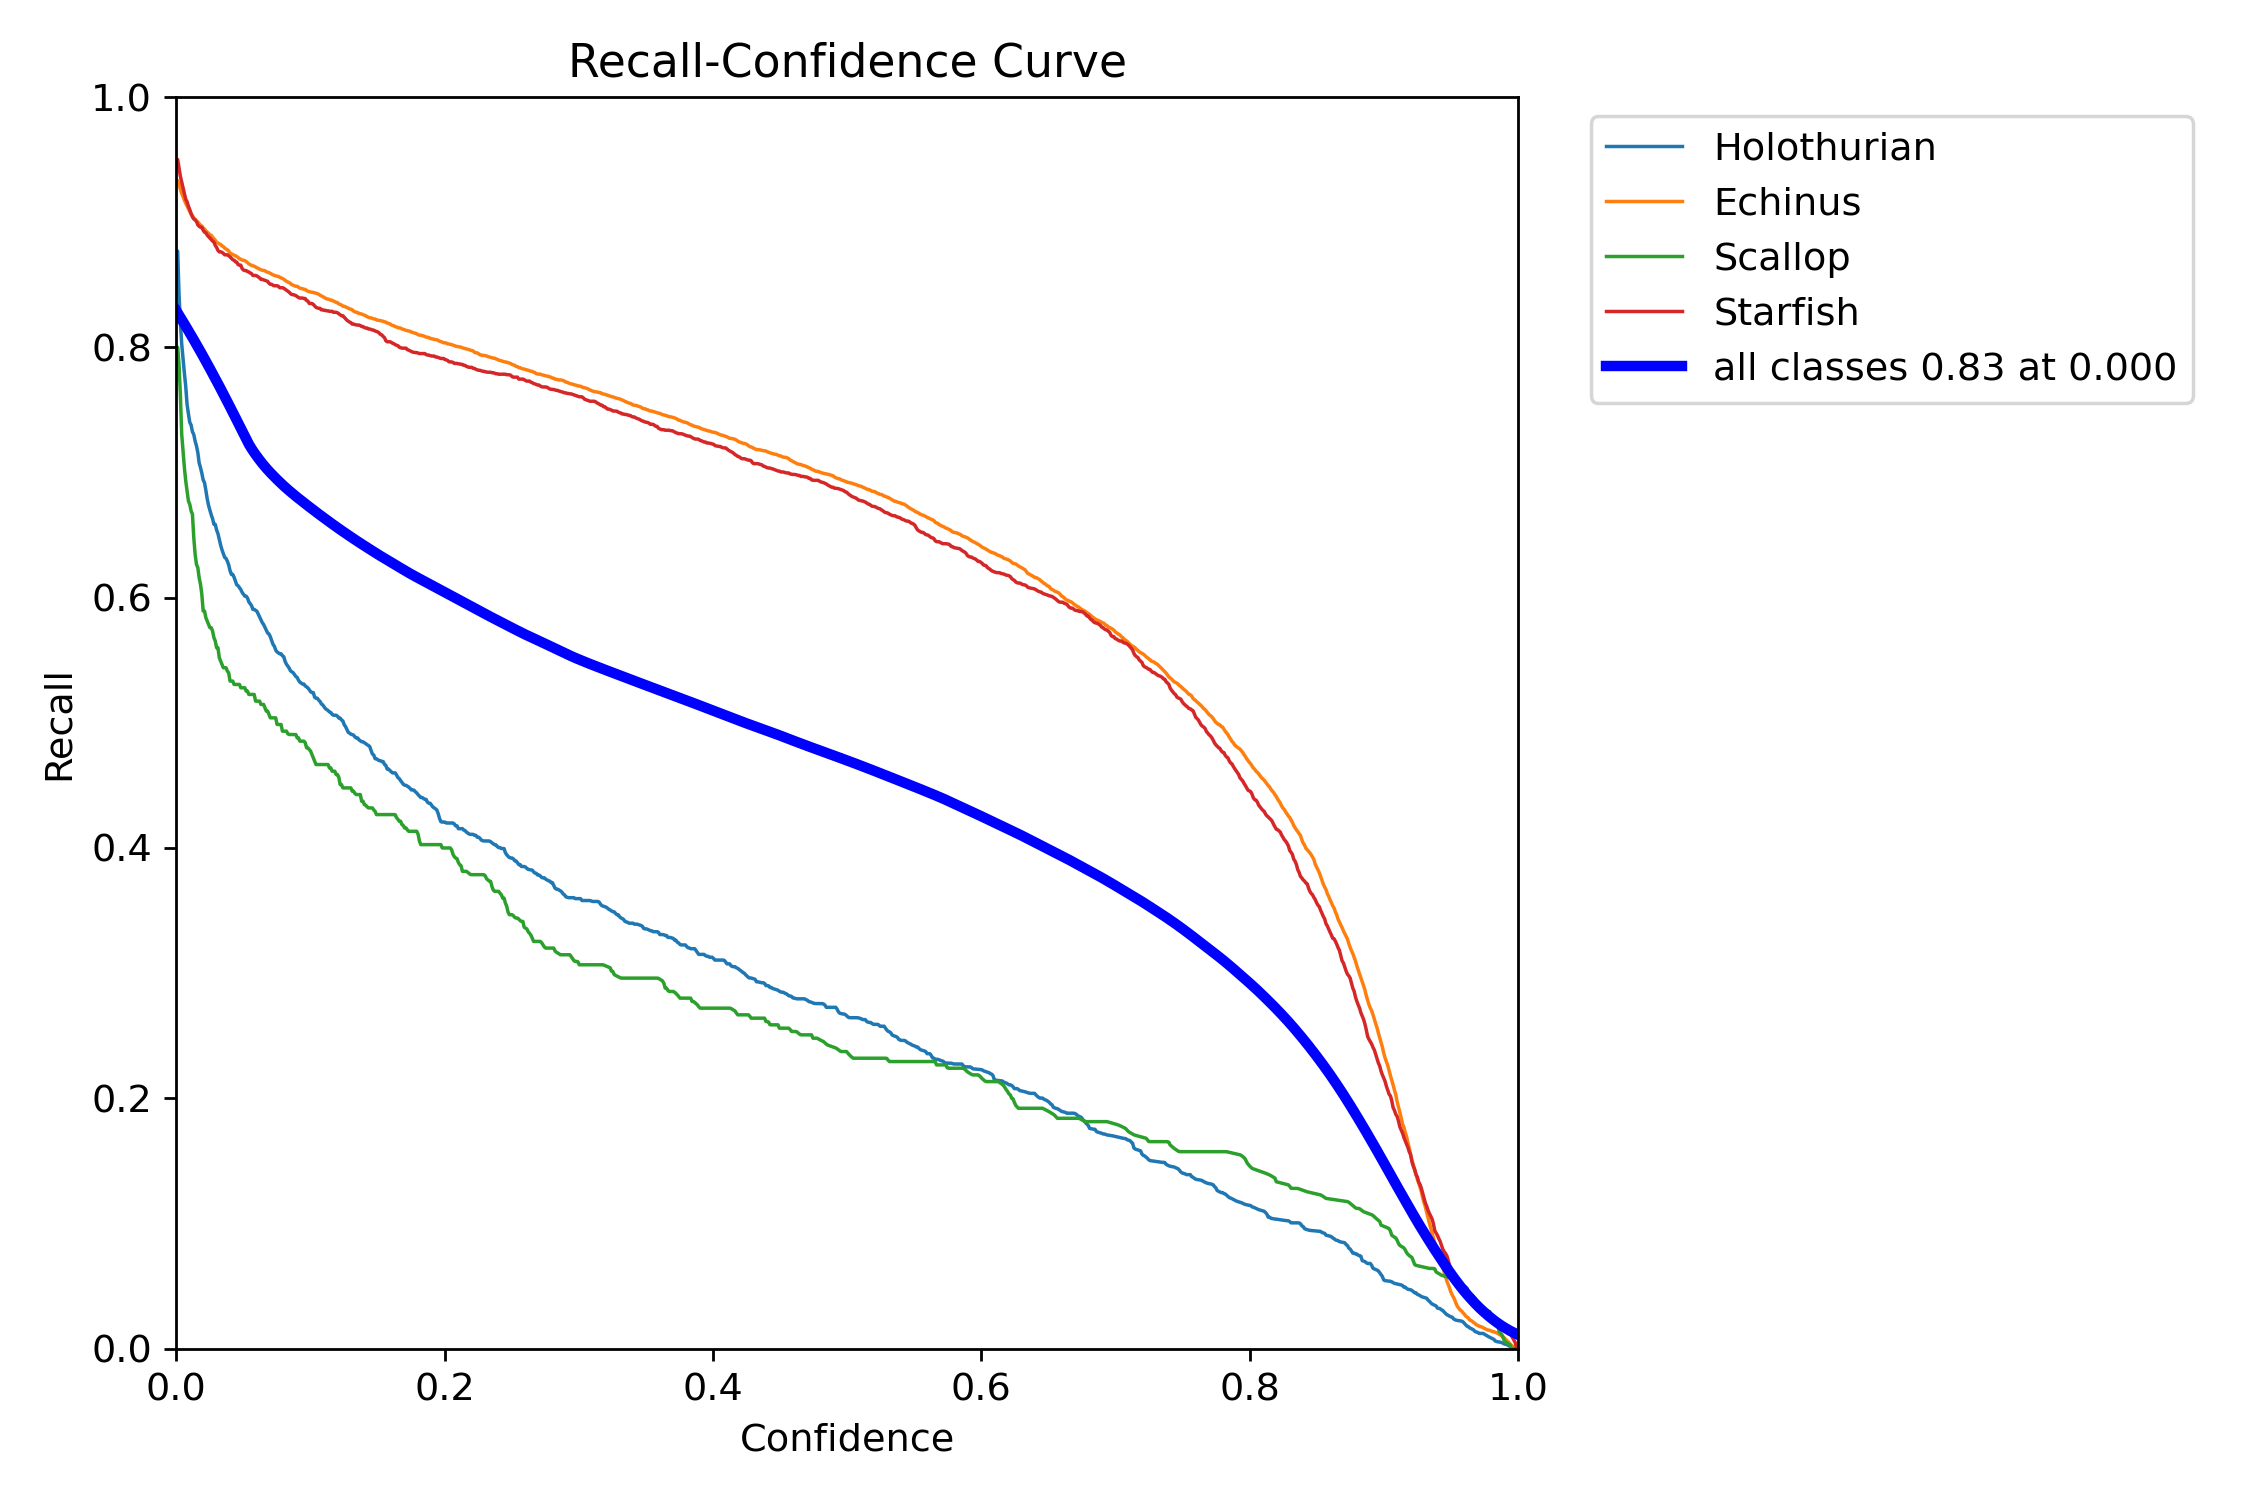 Recall-Confidence Curve
1.0
0.8
0.6
0.4
0.2
0.0
Recall
0.0 0.2 0.4 0.6 0.8 1.0
Confidence
Holothurian
Echinus
Scallop
Starfish
all classes 0.83 at 0.000